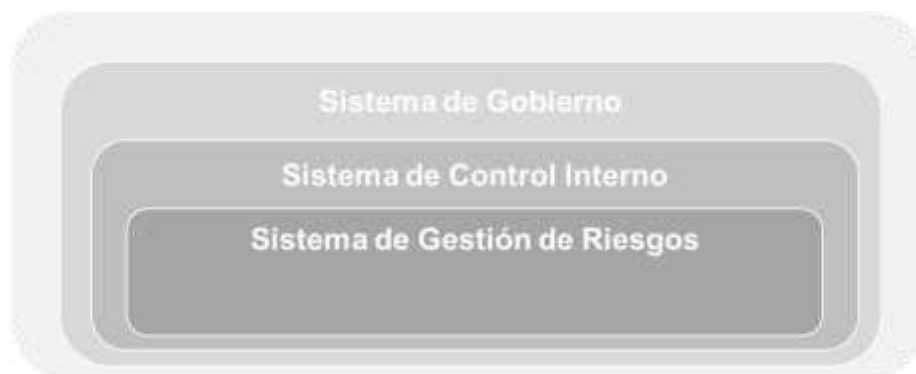 Sistema de Gobierno
Sistema de Control Interno
Sistema de Gestión de Riesgos